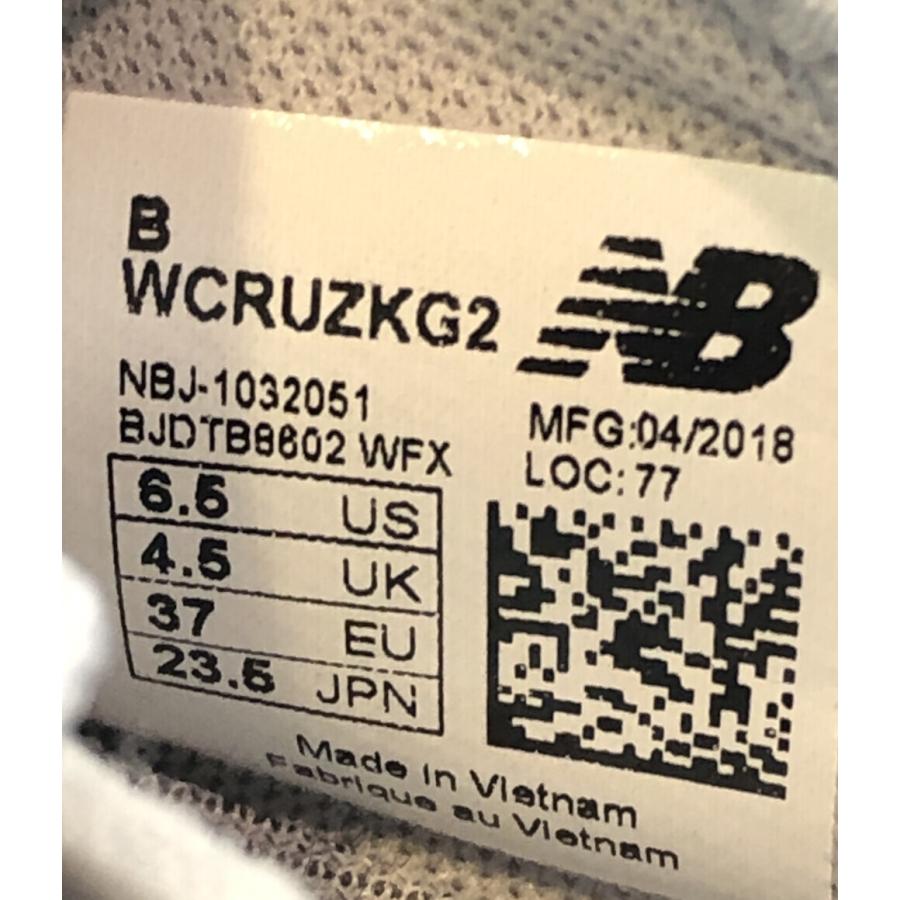 B
WCRUZKG2
NB
NBJ-1032051
BJDTB8602 WFX
MFG:04/2018
LOC: 77
6.5 US
4.5 UK
37 EU
23.5 JPN
Made in Vietnam
Fabrique au Vietnam